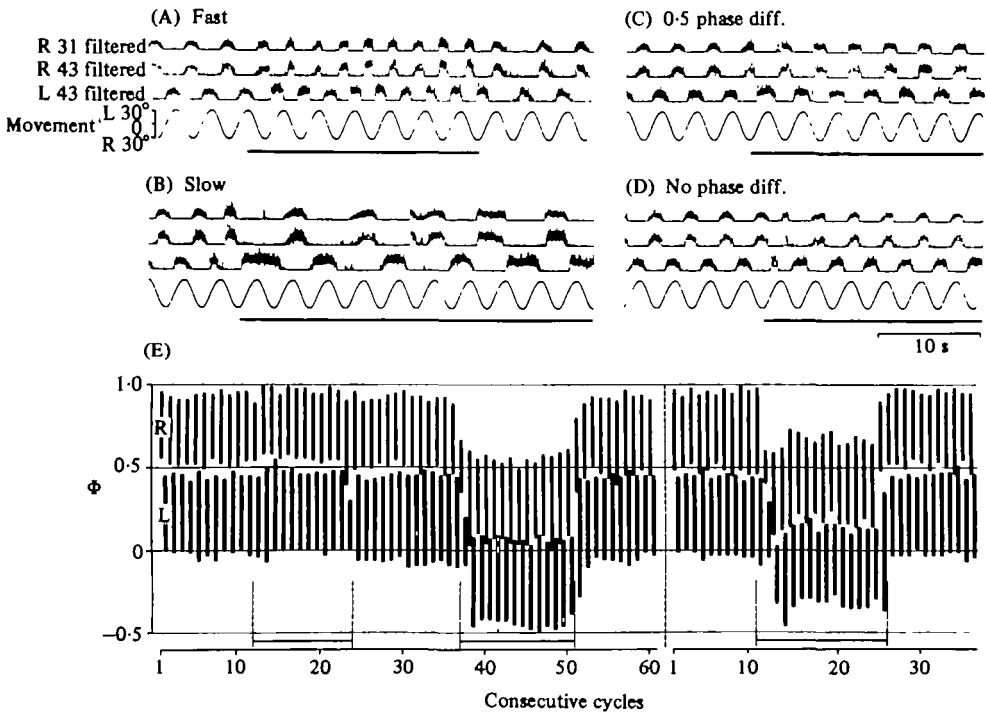 (A) Fast
R 31 filtered
R 43 filtered
L 43 filtered
Movement
L 30°
0
R 30°
(C) 0·5 phase diff.
(B) Slow
(D) No phase diff.
10 s
(E)
1·0
R
0·5
Φ
L
0
−0·5
1 10 20 30 40 50 60 1 10 20 30
Consecutive cycles